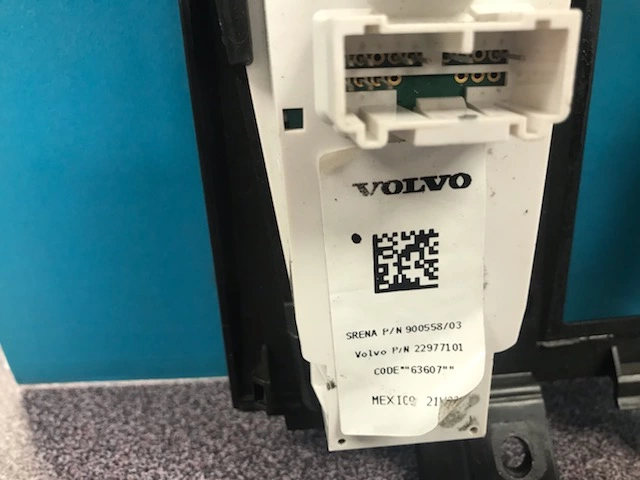 VOLVO
SRENA P/N 900558/03
Volvo P/N 22977101
CODE*"63607""
MEXICO